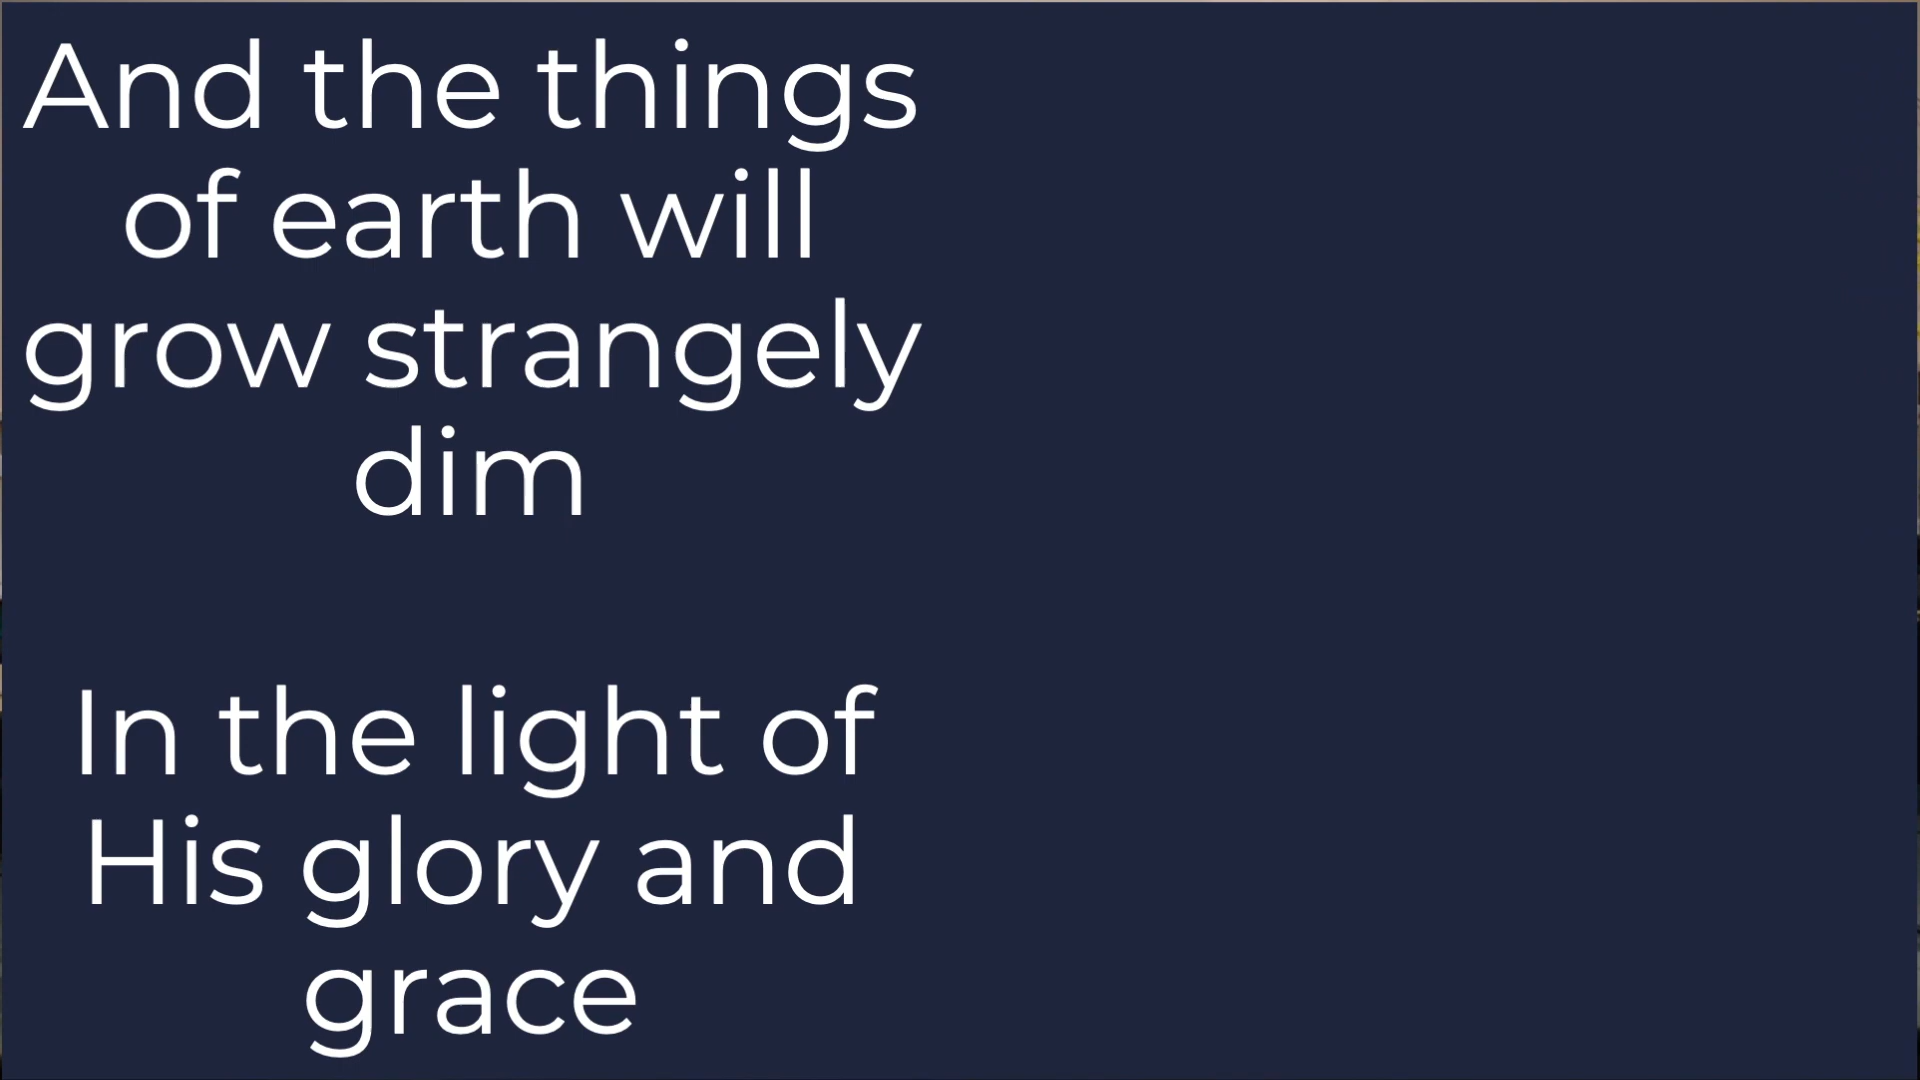 And the things
of earth will
grow strangely
dim
In the light of
His glory and
grace